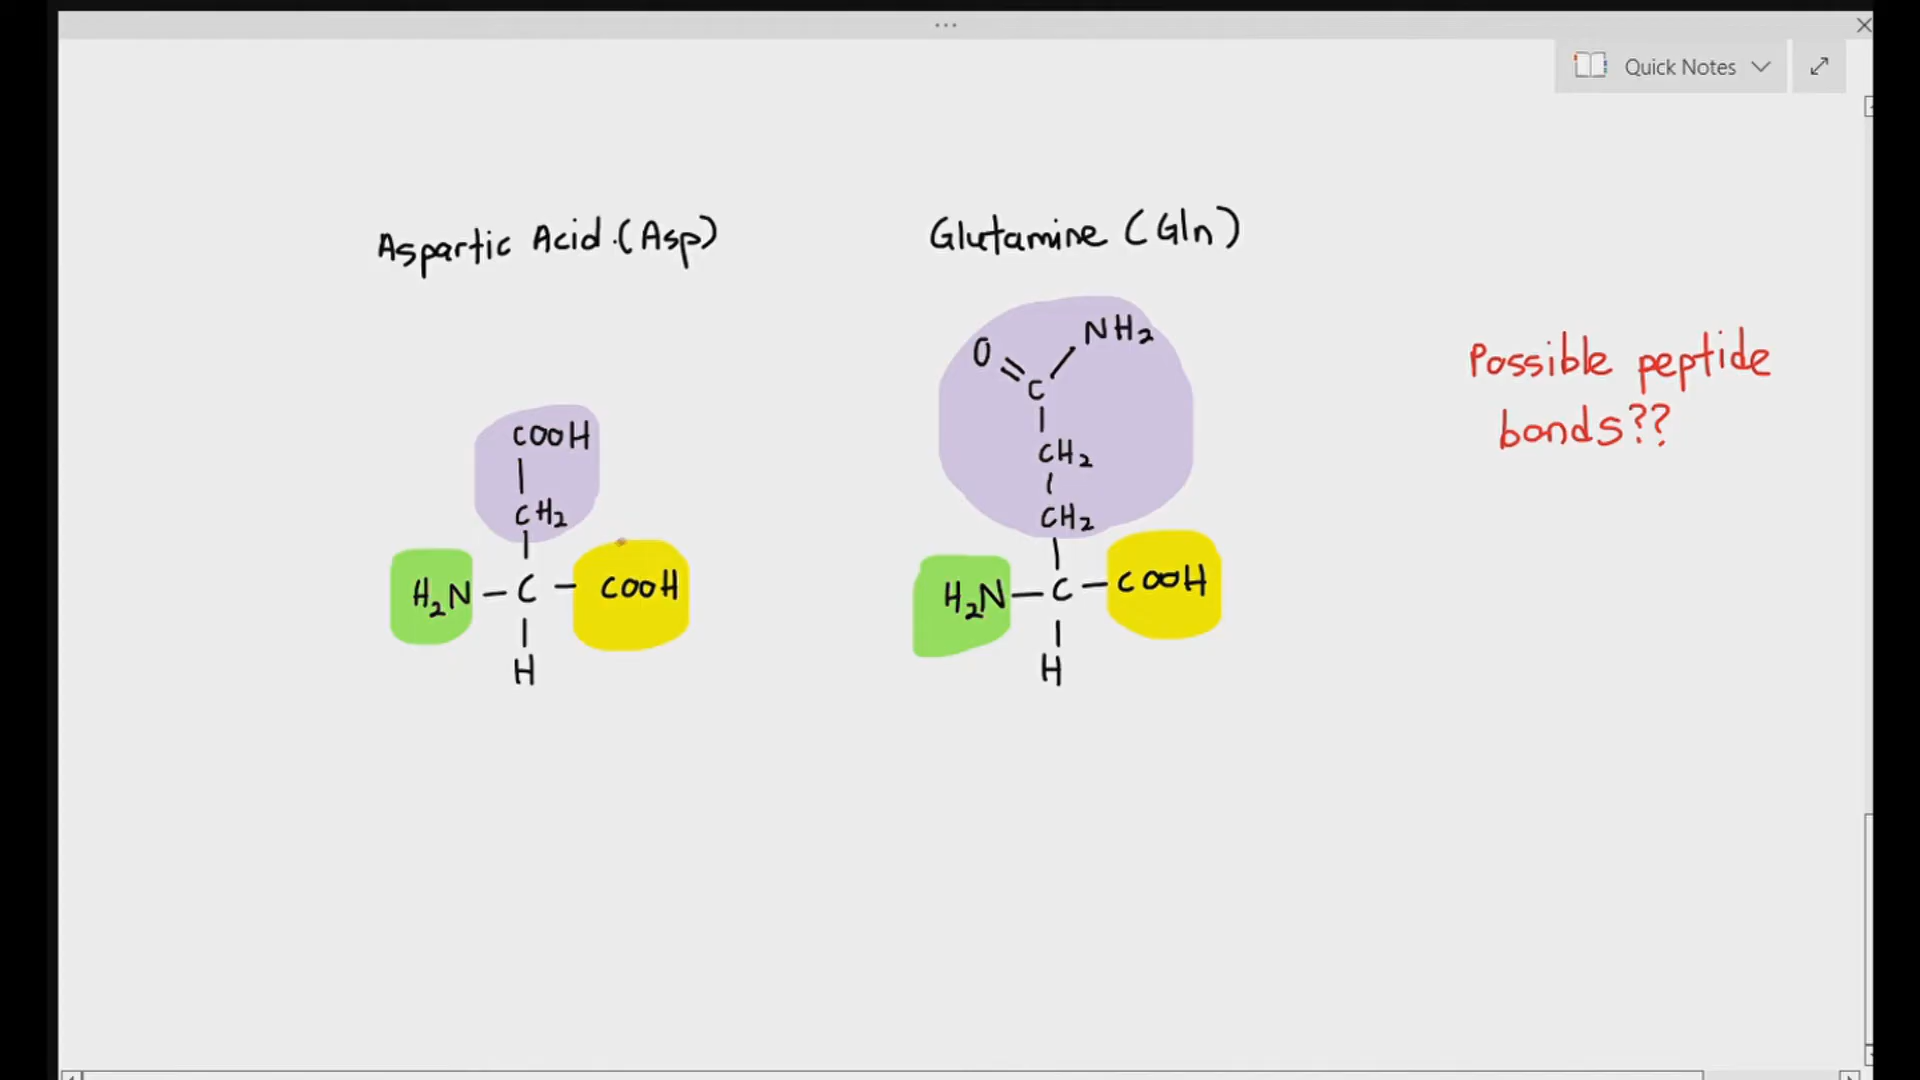 Quick Notes
Aspartic Acid (Asp)
Glutamine (Gln)
O
NH₂
C
Possible peptide
bonds??
COOH
CH₂
CH₂
CH₂
H₂N – C – COOH
H₂N – C – COOH
H
H